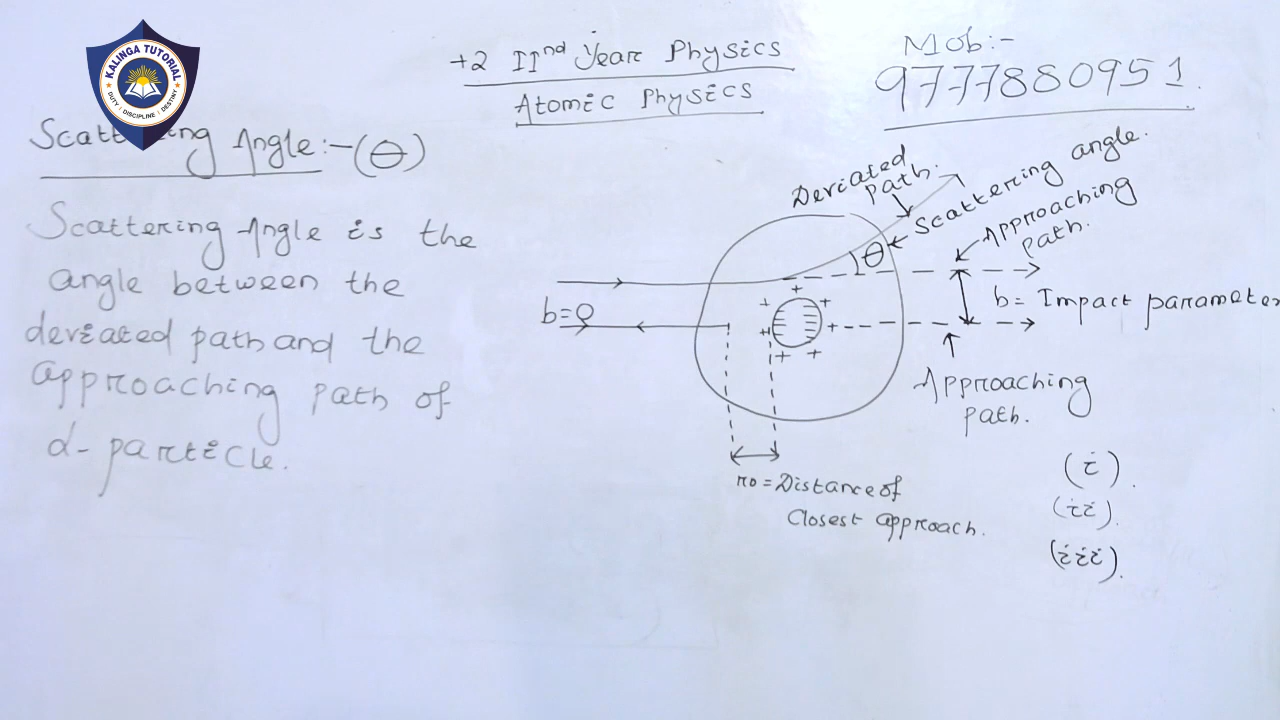 KALINGA TUTORIAL
DUTY | DISCIPLINE | DESTINY
+2 IInd Year Physics
Atomic Physics
Mob:-
9777880951.
Scattering Angle:-(θ)
Scattering Angle is the
angle between the
deviated path and the
approaching path of
α-particle.
Deviated
path.
Scattering angle.
Approaching
path.
θ
b=0
b= Impact parameter
+ + + + + + +
Approaching
path.
r0 = Distance of
Closest approach.
(i).
(ii).
(iii).